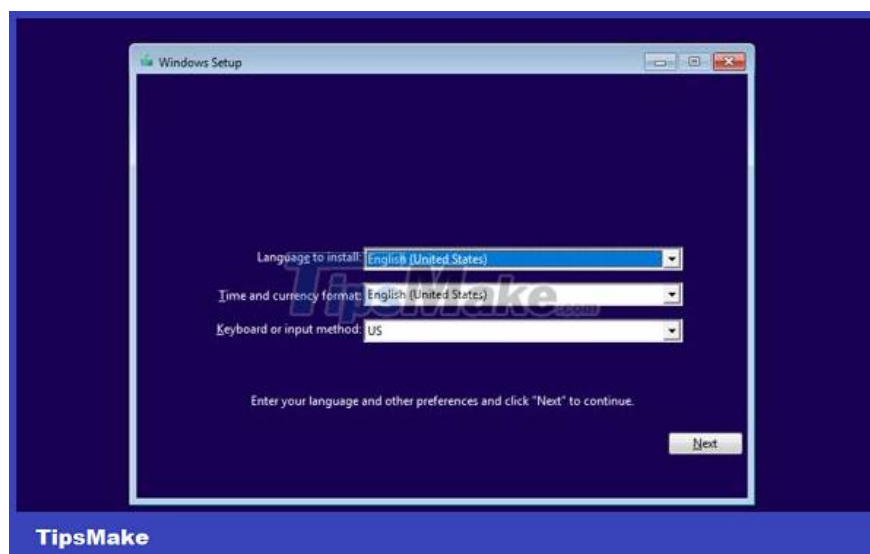 Windows Setup
Language to install: English (United States)
TipsMake.com
Time and currency format: English (United States)
Keyboard or input method: US
Enter your language and other preferences and click "Next" to continue.
Next
TipsMake